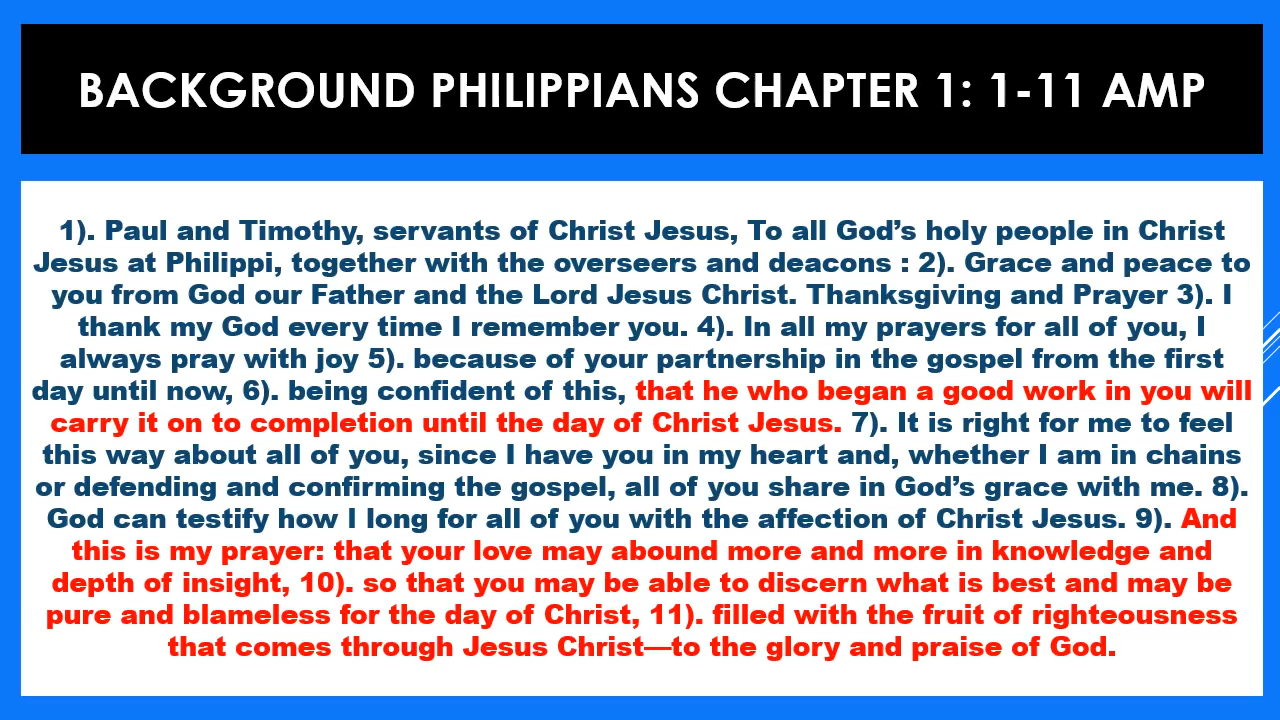 BACKGROUND PHILIPPIANS CHAPTER 1: 1-11 AMP
1). Paul and Timothy, servants of Christ Jesus, To all God’s holy people in Christ
Jesus at Philippi, together with the overseers and deacons : 2). Grace and peace to
you from God our Father and the Lord Jesus Christ. Thanksgiving and Prayer 3). I
thank my God every time I remember you. 4). In all my prayers for all of you, I
always pray with joy 5). because of your partnership in the gospel from the first
day until now, 6). being confident of this, that he who began a good work in you will
carry it on to completion until the day of Christ Jesus. 7). It is right for me to feel
this way about all of you, since I have you in my heart and, whether I am in chains
or defending and confirming the gospel, all of you share in God’s grace with me. 8).
God can testify how I long for all of you with the affection of Christ Jesus. 9). And
this is my prayer: that your love may abound more and more in knowledge and
depth of insight, 10). so that you may be able to discern what is best and may be
pure and blameless for the day of Christ, 11). filled with the fruit of righteousness
that comes through Jesus Christ—to the glory and praise of God.